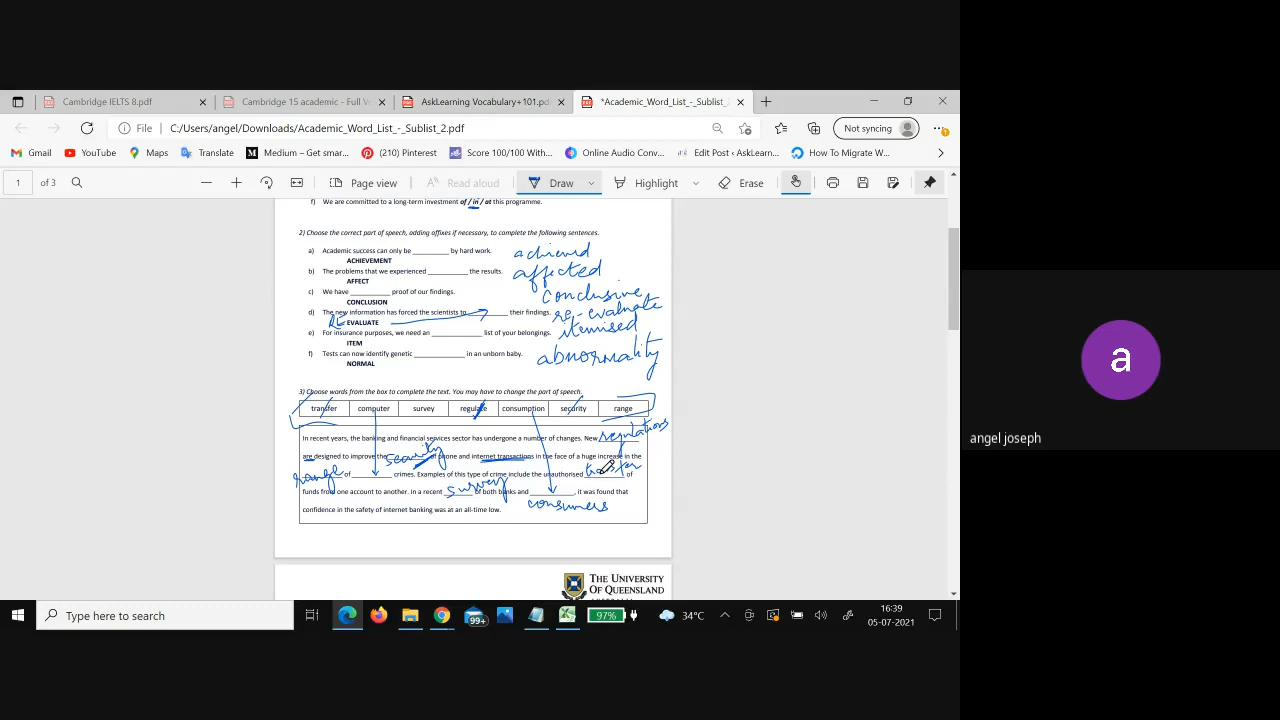 Cambridge IELTS 8.pdf
Cambridge 15 academic - Full V
AskLearning Vocabulary+101.pd
*Academic_Word_List_-_Sublist_
File
C:/Users/angel/Downloads/Academic_Word_List_-_Sublist_2.pdf
Not syncing
Gmail
YouTube
Maps
Translate
Medium – Get smar...
(210) Pinterest
Score 100/100 With...
Online Audio Conv...
Edit Post ‹ AskLearn...
How To Migrate W...
1 of 3
Page view
Read aloud
Draw
Highlight
Erase
f) We are committed to a long-term investment of / in / at this programme.
2) Choose the correct part of speech, adding affixes if necessary, to complete the following sentences.
a) Academic success can only be __________ by hard work. achieved
ACHIEVEMENT
b) The problems that we experienced __________ the results. affected
AFFECT
c) We have __________ proof of our findings. conclusive
CONCLUSION
d) The new information has forced the scientists to __________ their findings. re-evaluate
RE EVALUATE
e) For insurance purposes, we need an _____________ list of your belongings. itemised
ITEM
f) Tests can now identify genetic _____________ in an unborn baby. abnormality
NORMAL
3) Choose words from the box to complete the text. You may have to change the part of speech.
transfer computer survey regulate consumption security range
In recent years, the banking and financial services sector has undergone a number of changes. New regulations
are designed to improve the security of phone and internet transactions in the face of a huge increase in the
range of __________ crimes. Examples of this type of crime include the unauthorised transfer of
funds from one account to another. In a recent survey of both banks and ___________, it was found that
consumers
confidence in the safety of internet banking was at an all-time low.
THE UNIVERSITY
OF QUEENSLAND
a
angel joseph
Type here to search
99+
97%
34°C
16:39
05-07-2021